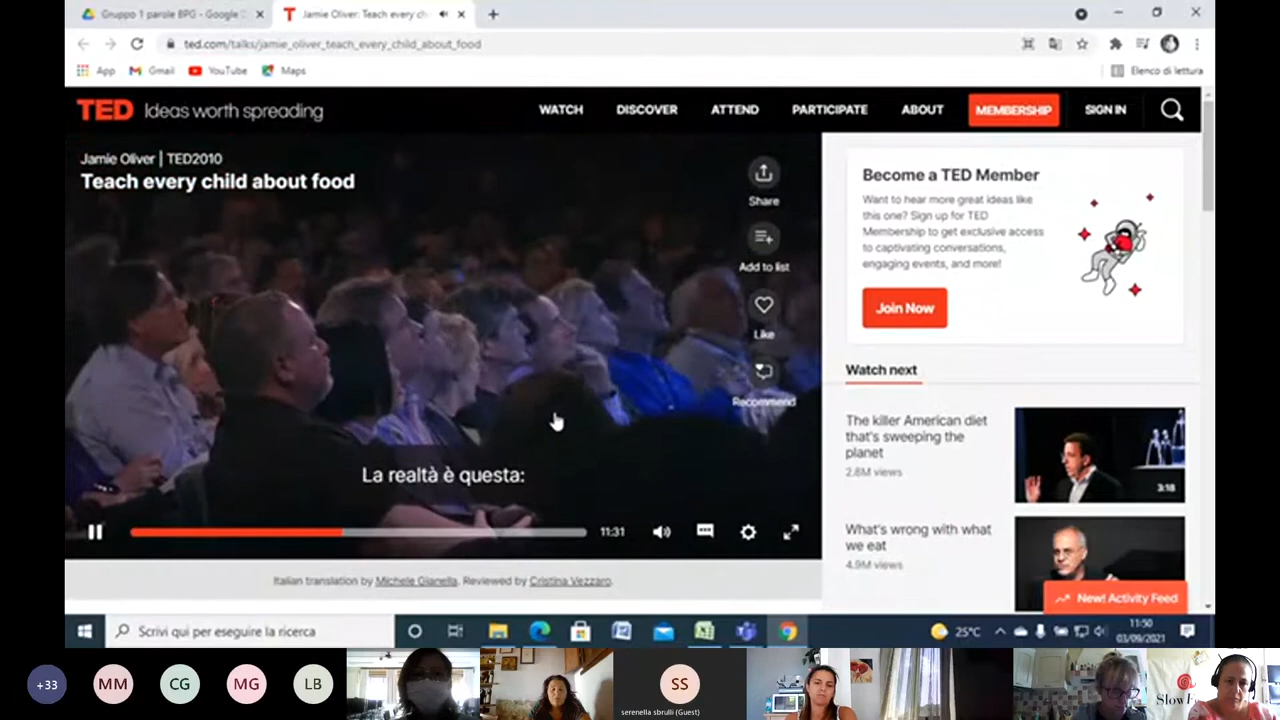 Gruppo 1 parole BPG - Google
Jamie Oliver: Teach every ch
ted.com/talks/jamie_oliver_teach_every_child_about_food
App
Gmail
YouTube
Maps
Elenco di lettura
TED Ideas worth spreading
WATCH
DISCOVER
ATTEND
PARTICIPATE
ABOUT
MEMBERSHIP
SIGN IN
Jamie Oliver | TED2010
Teach every child about food
Share
Add to list
Like
Recommend
La realtà è questa:
11:31
Italian translation by Michele Gianella. Reviewed by Cristina Vezzaro.
Become a TED Member
Want to hear more great ideas like
this one? Sign up for TED
Membership to get exclusive access
to captivating conversations,
engaging events, and more!
Join Now
Watch next
The killer American diet
that's sweeping the
planet
2.8M views
3:18
What's wrong with what
we eat
4.9M views
New! Activity Feed
Scrivi qui per eseguire la ricerca
25°C
11:50
03/09/2021
+33
MM
CG
MG
LB
SS
serenella sbrulli (Guest)